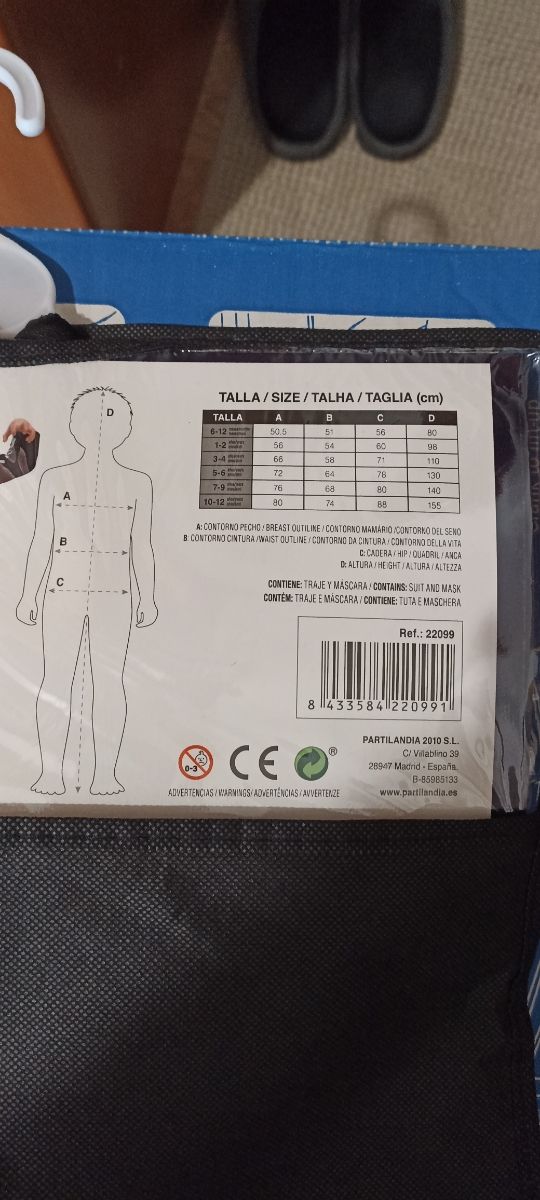 TALLA / SIZE / TALHA / TAGLIA (cm)
TALLA A B C D
6-12 50.5 51 56 80
1-2 56 54 60 98
3-4 66 58 71 110
5-6 72 64 78 130
7-9 76 68 80 140
10-12 80 74 88 155
A: CONTORNO PECHO / BREAST OUTILINE / CONTORNO MAMÁRIO /CONTORNO DEL SENO
B: CONTORNO CINTURA /WAIST OUTLINE / CONTORNO DA CINTURA / CONTORNO DELLA VITA
C: CADERA / HIP / QUADRIL / ANCA
D: ALTURA / HEIGHT / ALTURA / ALTEZZA
CONTIENE: TRAJE Y MÁSCARA / CONTAINS: SUIT AND MASK
CONTÉM: TRAJE E MÁSCARA / CONTIENE: TUTA E MASCHERA
Ref.: 22099
8 433584 220991
PARTILANDIA 2010 S.L.
C/ Villablino 39
28947 Madrid - España.
B-85985133
www.partilandia.es
0-3
CE
®
ADVERTENCIAS / WARNINGS/ ADVERTÊNCIAS / AVVERTENZE
D
A
B
C